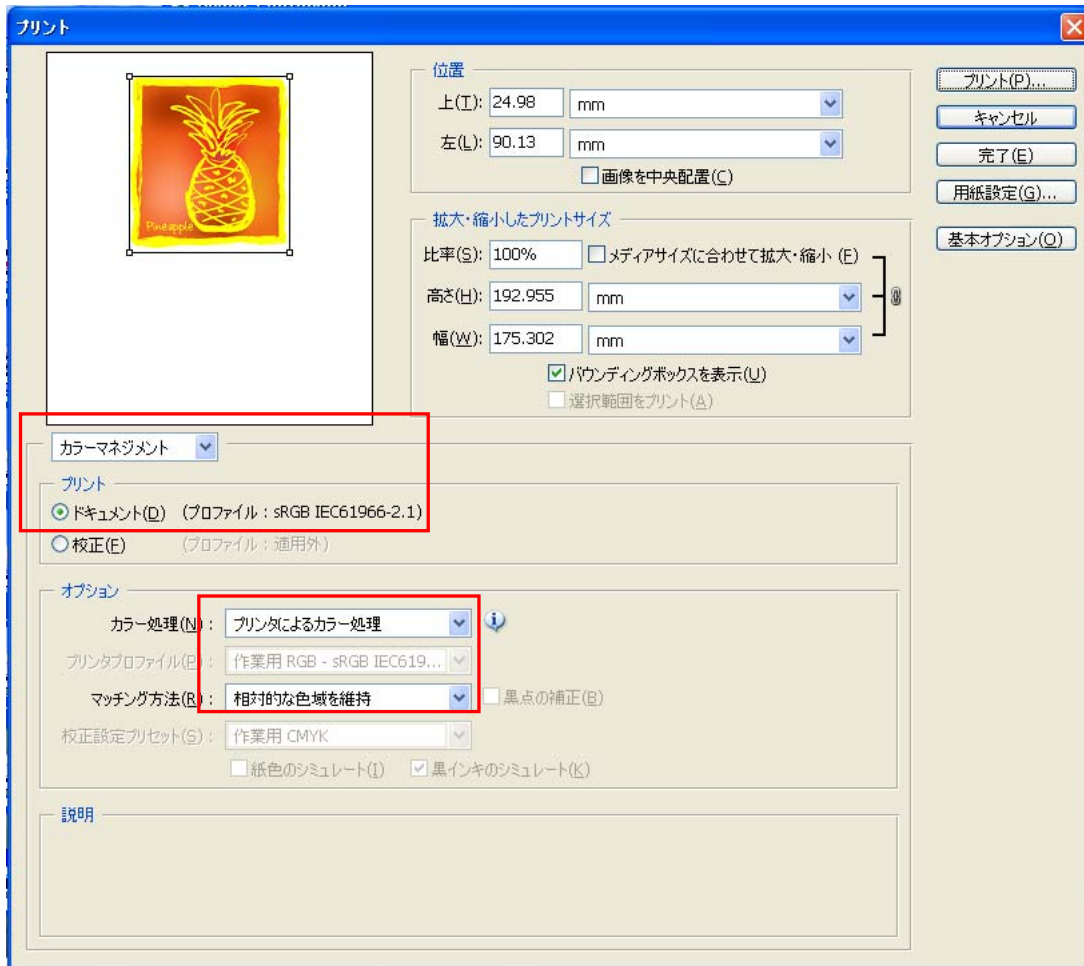 プリント
Pineapple
位置
上(T): 24.98 mm
左(L): 90.13 mm
画像を中央配置(C)
拡大・縮小したプリントサイズ
比率(S): 100% メディアサイズに合わせて拡大・縮小 (F)
高さ(H): 192.955 mm
幅(W): 175.302 mm
バウンディングボックスを表示(U)
選択範囲をプリント(A)
プリント(P)...
キャンセル
完了(E)
用紙設定(G)...
基本オプション(O)
カラーマネジメント
プリント
ドキュメント(D) (プロファイル : sRGB IEC61966-2.1)
校正(F) (プロファイル : 適用外)
オプション
カラー処理(N) : プリンタによるカラー処理
プリンタプロファイル(P) : 作業用 RGB - sRGB IEC619...
マッチング方法(R) : 相対的な色域を維持 黒点の補正(B)
校正設定プリセット(S) : 作業用 CMYK
紙色のシミュレート(I) 黒インキのシミュレート(K)
説明